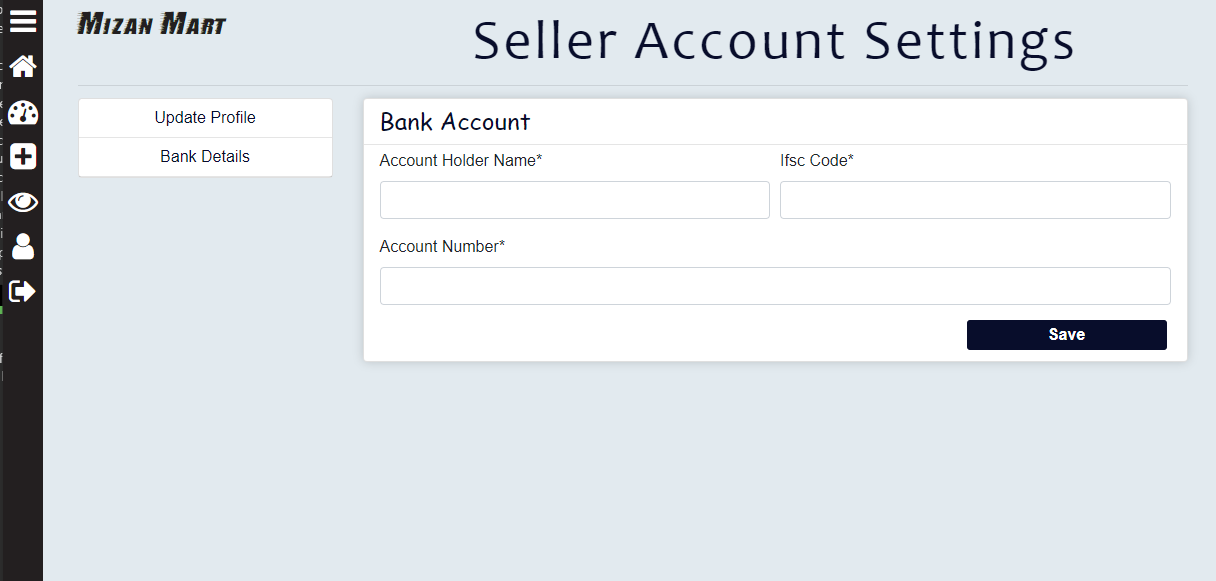 Mizan Mart
Seller Account Settings
Update Profile
Bank Details
Bank Account
Account Holder Name*
Ifsc Code*
Account Number*
Save